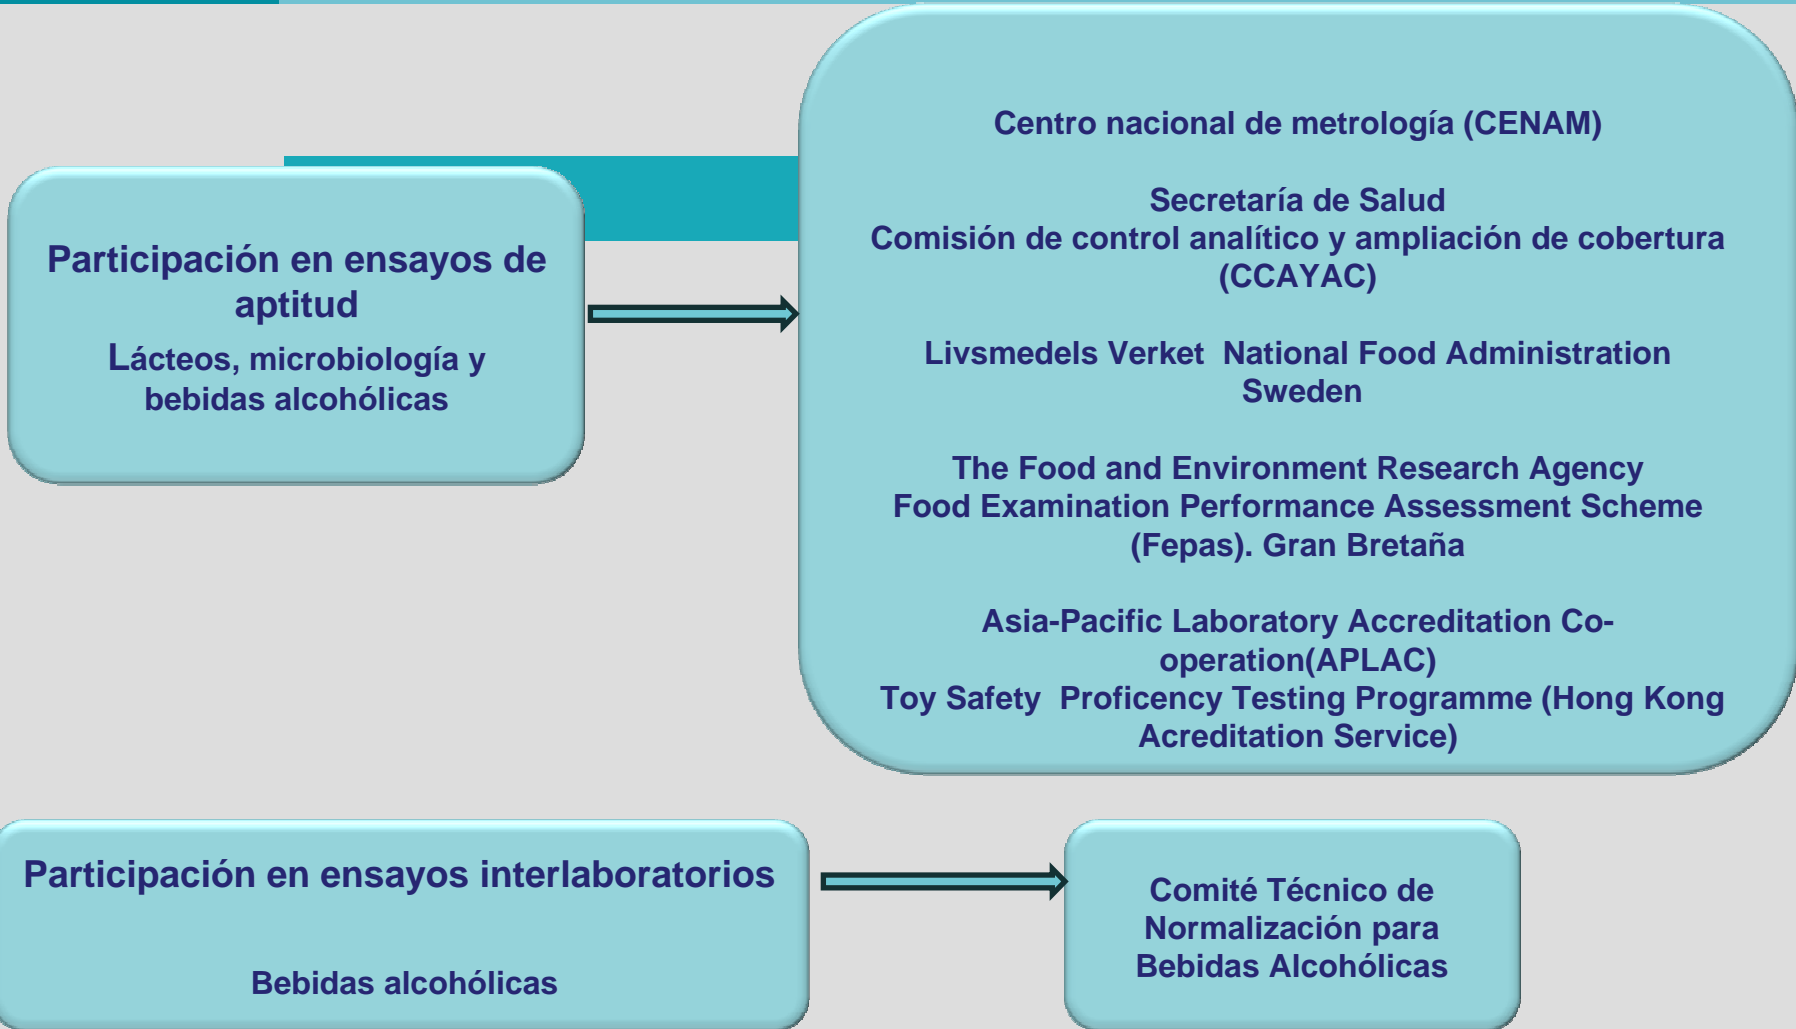 Participación en ensayos de
aptitud
Lácteos, microbiología y
bebidas alcohólicas
Centro nacional de metrología (CENAM)
Secretaría de Salud
Comisión de control analítico y ampliación de cobertura
(CCAYAC)
Livsmedels Verket  National Food Administration
Sweden
The Food and Environment Research Agency
Food Examination Performance Assessment Scheme
(Fepas). Gran Bretaña
Asia-Pacific Laboratory Accreditation Co-
operation(APLAC)
Toy Safety  Proficency Testing Programme (Hong Kong
Acreditation Service)
Participación en ensayos interlaboratorios
Bebidas alcohólicas
Comité Técnico de
Normalización para
Bebidas Alcohólicas